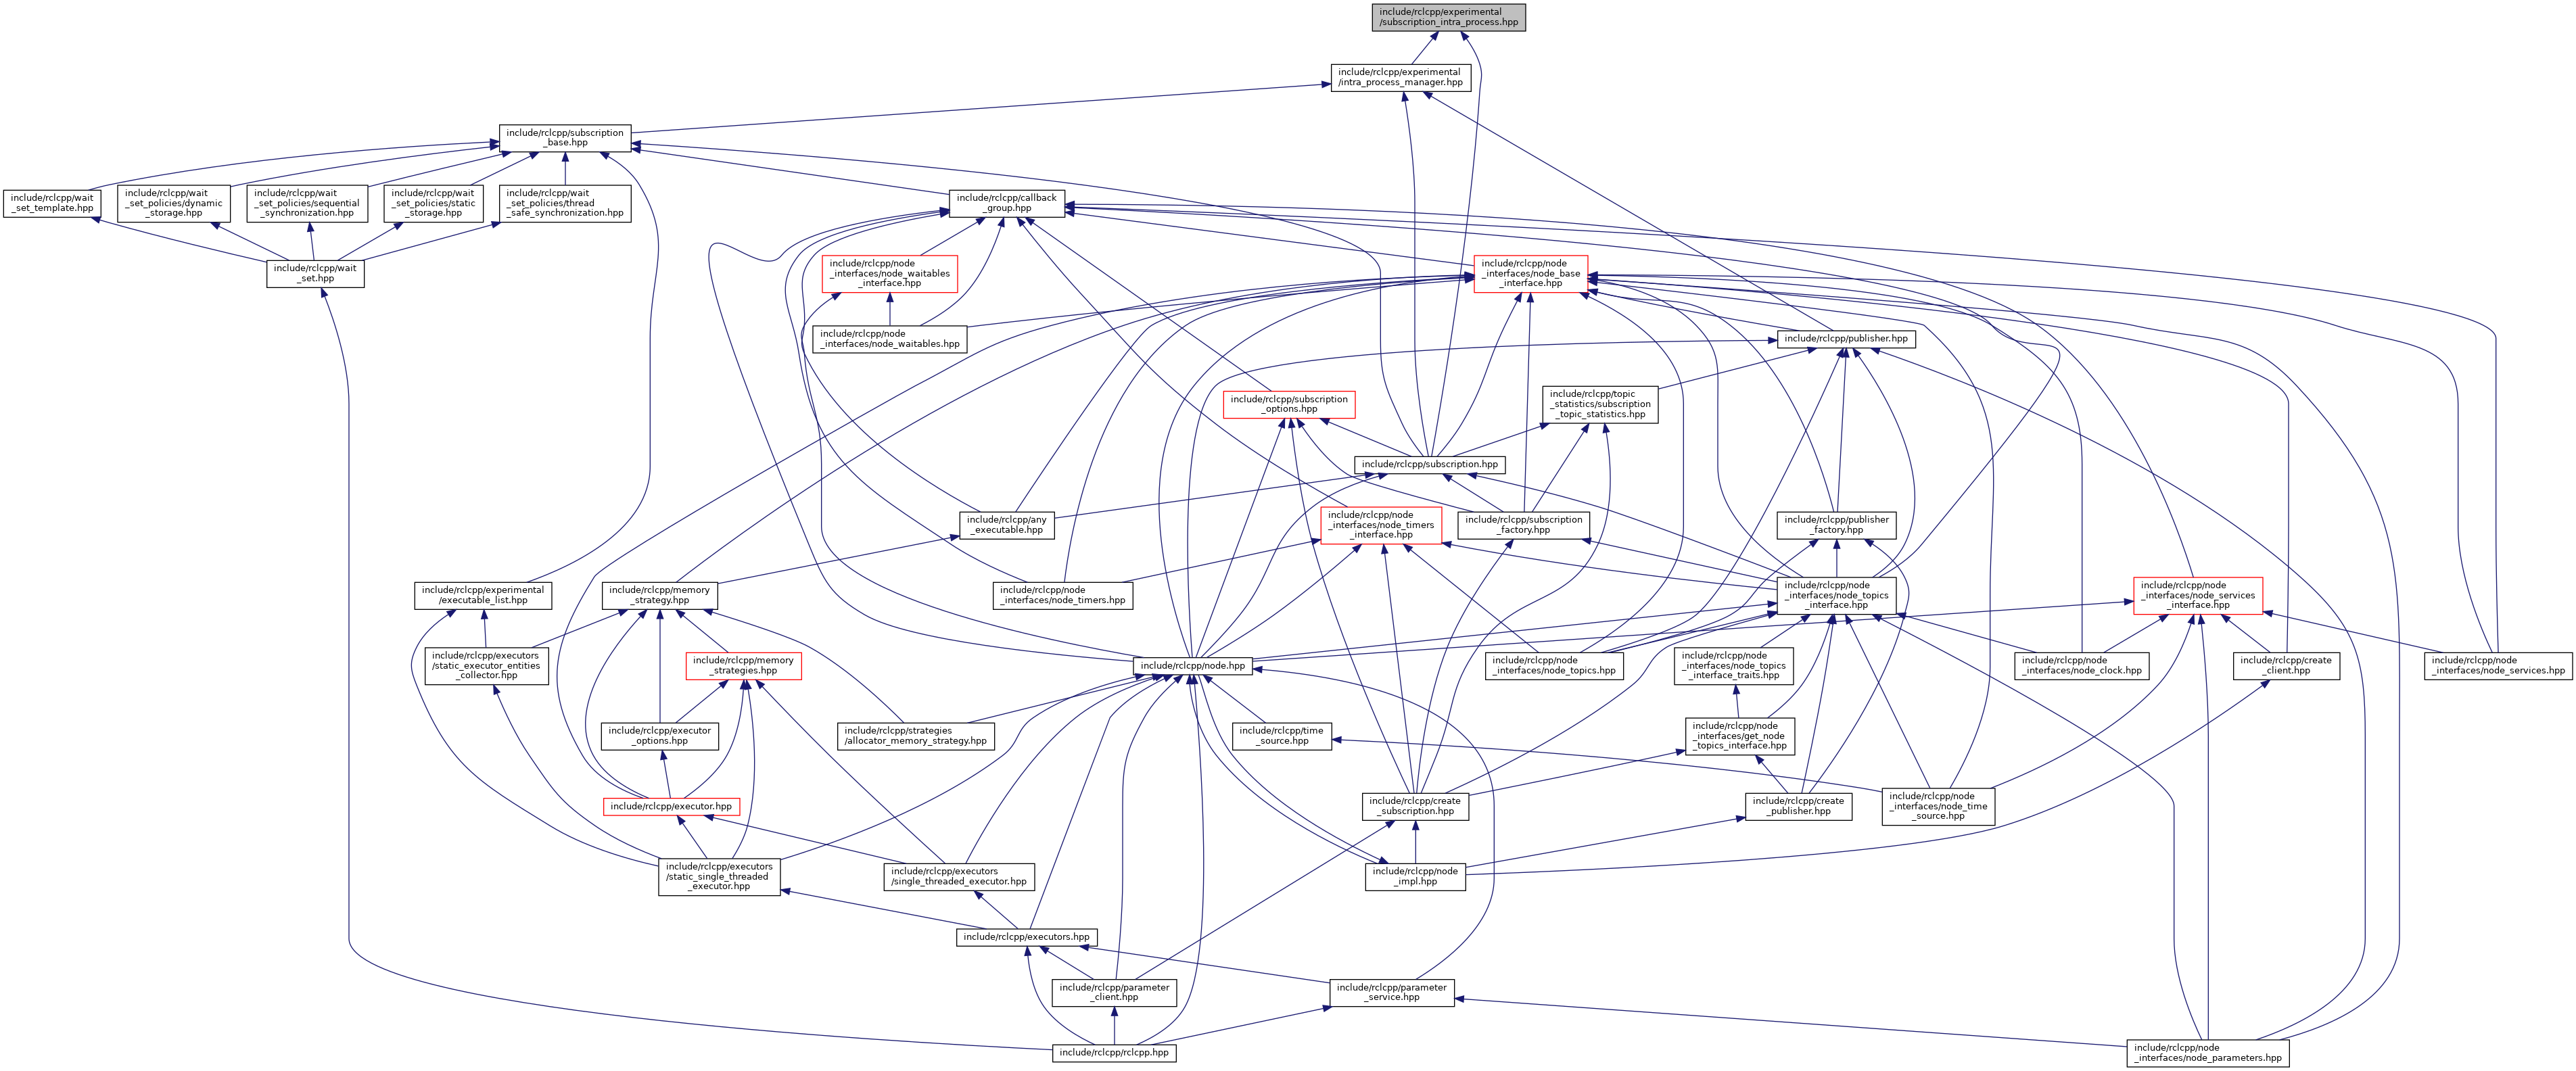 include/rclcpp/experimental
/subscription_intra_process.hpp
include/rclcpp/experimental
/intra_process_manager.hpp
include/rclcpp/subscription
_base.hpp
include/rclcpp/wait
_set_template.hpp
include/rclcpp/wait
_set_policies/dynamic
_storage.hpp
include/rclcpp/wait
_set_policies/sequential
_synchronization.hpp
include/rclcpp/wait
_set_policies/static
_storage.hpp
include/rclcpp/wait
_set_policies/thread
_safe_synchronization.hpp
include/rclcpp/callback
_group.hpp
include/rclcpp/wait
_set.hpp
include/rclcpp/node
_interfaces/node_waitables
_interface.hpp
include/rclcpp/node
_interfaces/node_base
_interface.hpp
include/rclcpp/node
_interfaces/node_waitables.hpp
include/rclcpp/publisher.hpp
include/rclcpp/subscription
_options.hpp
include/rclcpp/topic
_statistics/subscription
_topic_statistics.hpp
include/rclcpp/subscription.hpp
include/rclcpp/any
_executable.hpp
include/rclcpp/node
_interfaces/node_timers
_interface.hpp
include/rclcpp/subscription
_factory.hpp
include/rclcpp/publisher
_factory.hpp
include/rclcpp/experimental
/executable_list.hpp
include/rclcpp/memory
_strategy.hpp
include/rclcpp/node
_interfaces/node_timers.hpp
include/rclcpp/node
_interfaces/node_topics
_interface.hpp
include/rclcpp/node
_interfaces/node_services
_interface.hpp
include/rclcpp/executors
/static_executor_entities
_collector.hpp
include/rclcpp/memory
_strategies.hpp
include/rclcpp/node.hpp
include/rclcpp/node
_interfaces/node_topics.hpp
include/rclcpp/node
_interfaces/node_topics
_interface_traits.hpp
include/rclcpp/node
_interfaces/node_clock.hpp
include/rclcpp/create
_client.hpp
include/rclcpp/node
_interfaces/node_services.hpp
include/rclcpp/executor
_options.hpp
include/rclcpp/strategies
/allocator_memory_strategy.hpp
include/rclcpp/time
_source.hpp
include/rclcpp/node
_interfaces/get_node
_topics_interface.hpp
include/rclcpp/executor.hpp
include/rclcpp/create
_subscription.hpp
include/rclcpp/create
_publisher.hpp
include/rclcpp/node
_interfaces/node_time
_source.hpp
include/rclcpp/executors
/static_single_threaded
_executor.hpp
include/rclcpp/executors
/single_threaded_executor.hpp
include/rclcpp/node
_impl.hpp
include/rclcpp/executors.hpp
include/rclcpp/parameter
_client.hpp
include/rclcpp/parameter
_service.hpp
include/rclcpp/rclcpp.hpp
include/rclcpp/node
_interfaces/node_parameters.hpp